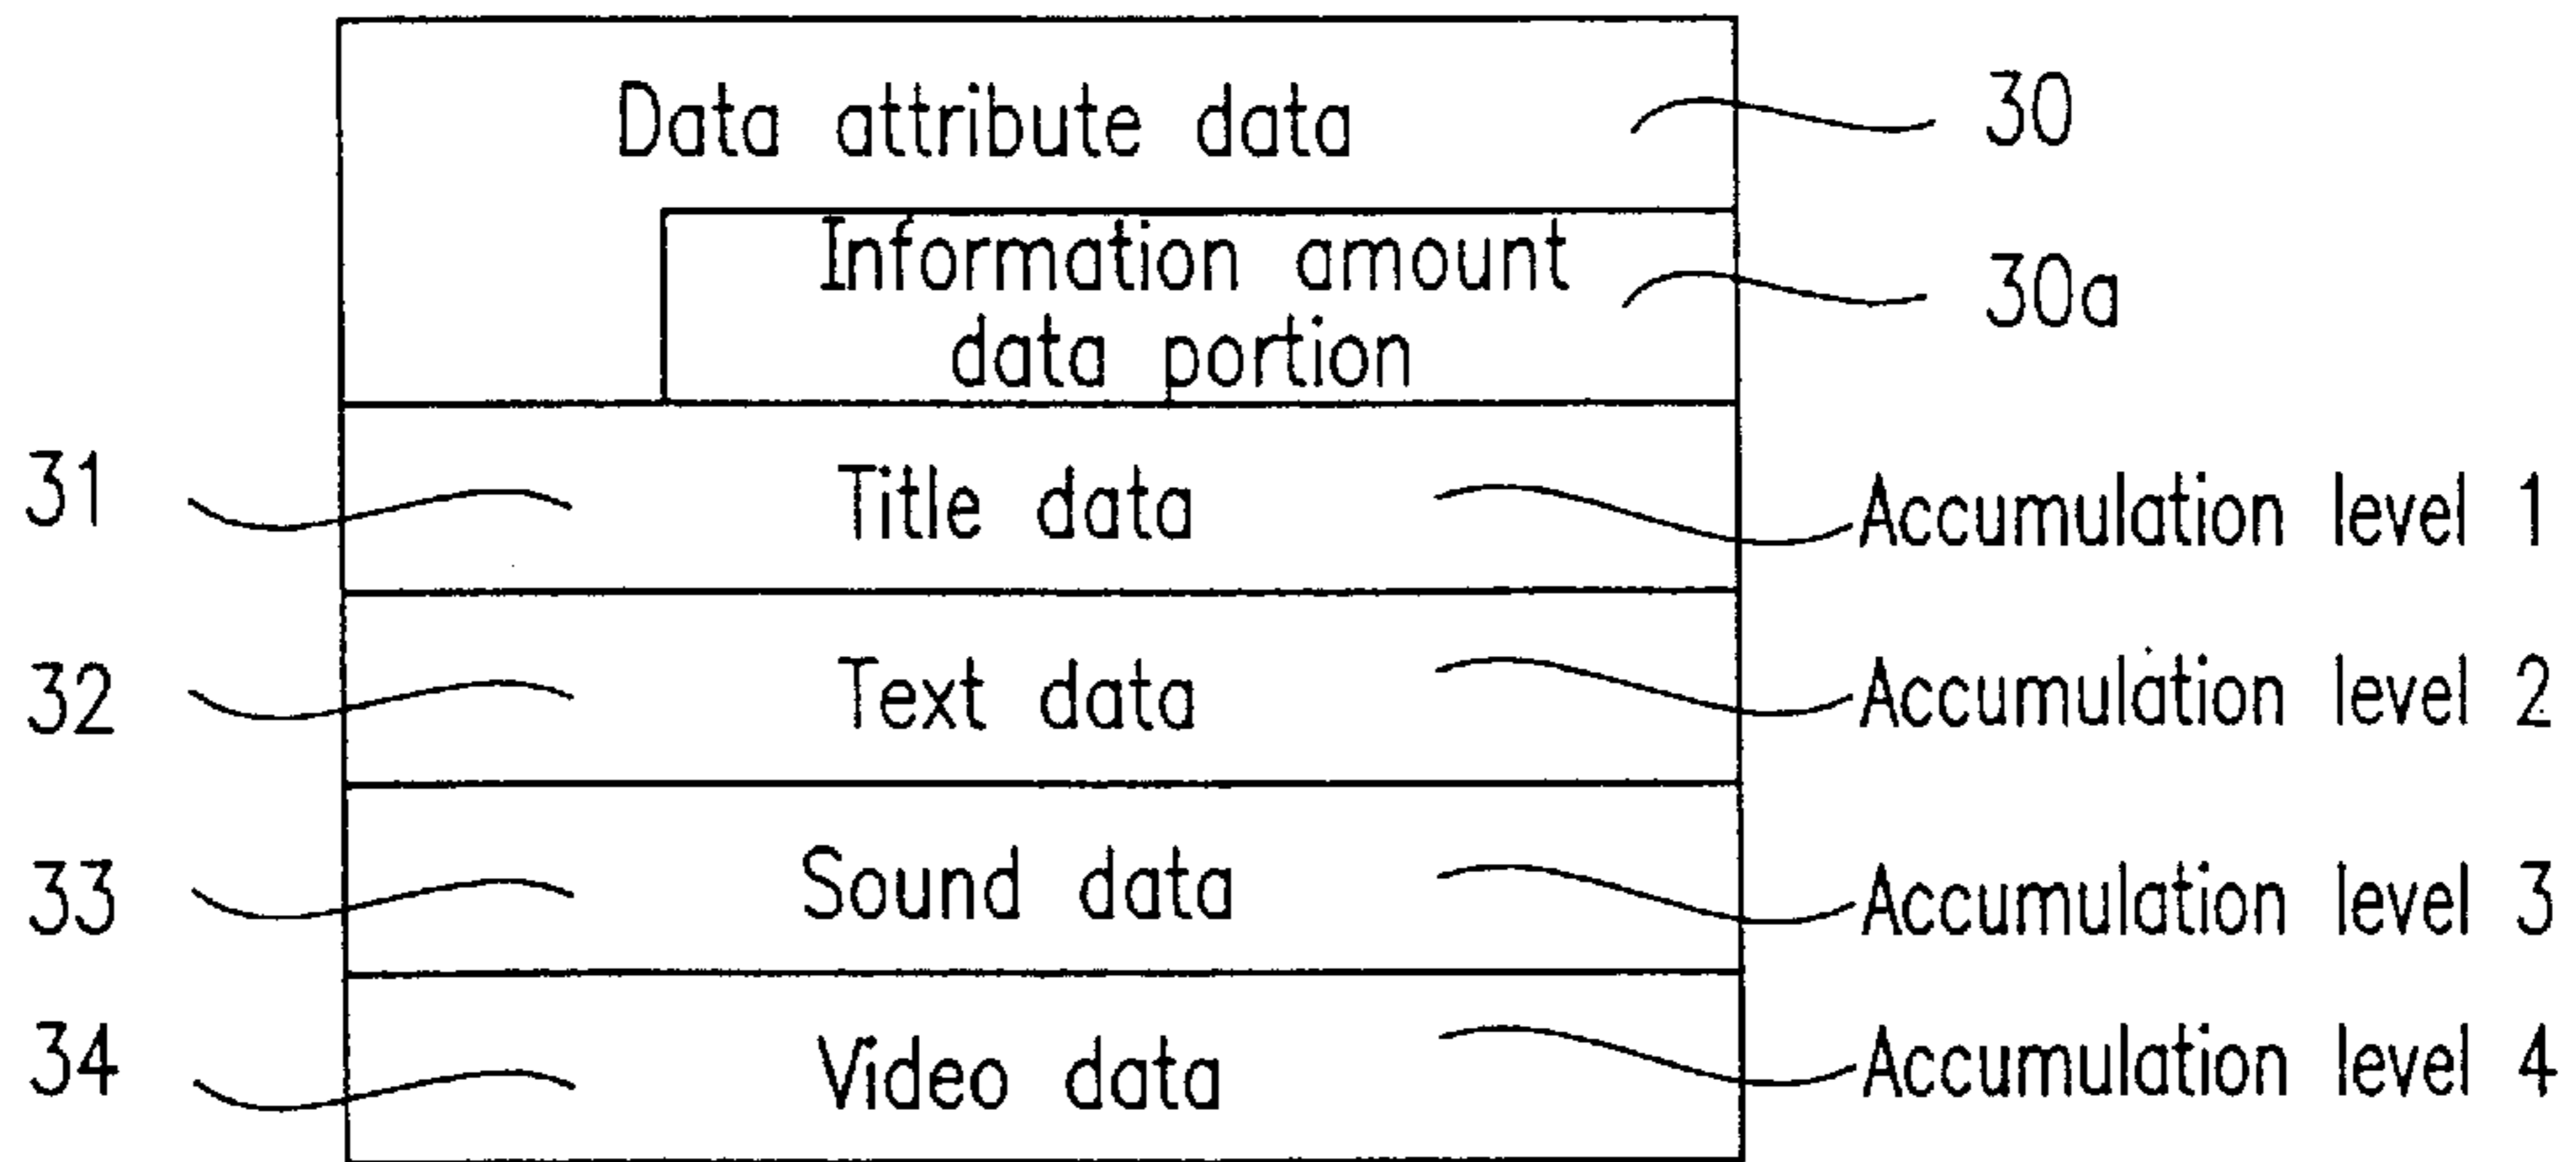 Data attribute data 30
Information amount
data portion 30a
31 Title data Accumulation level 1
32 Text data Accumulation level 2
33 Sound data Accumulation level 3
34 Video data Accumulation level 4